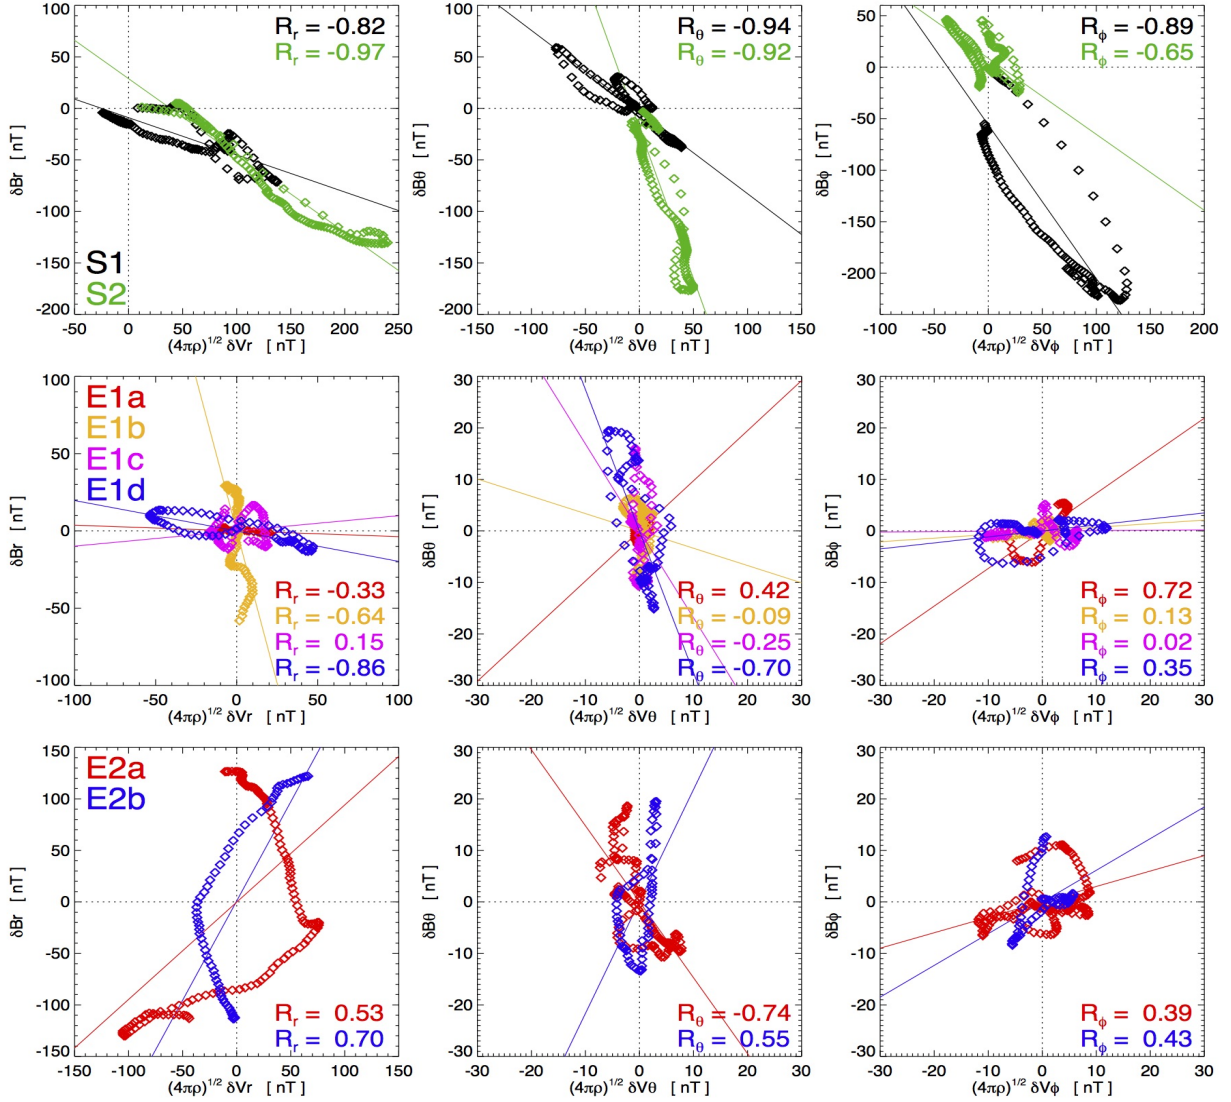 R_r = -0.82
R_r = -0.97
S1
S2
100
50
0
-50
-100
-150
-200
δBr [ nT]
-50 0 50 100 150 200 250
(4πρ)^1/2 δVr [ nT ]
R_θ = -0.94
R_θ = -0.92
100
50
0
-50
-100
-150
-200
δBθ [ nT]
-150 -100 -50 0 50 100 150
(4πρ)^1/2 δVθ [ nT ]
R_ϕ = -0.89
R_ϕ = -0.65
50
0
-50
-100
-150
-200
δBϕ [ nT]
-100 -50 0 50 100 150 200
(4πρ)^1/2 δVϕ [ nT ]
E1a
E1b
E1c
E1d
R_r = -0.33
R_r = -0.64
R_r = 0.15
R_r = -0.86
100
50
0
-50
-100
δBr [ nT]
-100 -50 0 50 100
(4πρ)^1/2 δVr [ nT ]
R_θ = 0.42
R_θ = -0.09
R_θ = -0.25
R_θ = -0.70
30
20
10
0
-10
-20
-30
δBθ [ nT]
-30 -20 -10 0 10 20 30
(4πρ)^1/2 δVθ [ nT ]
R_ϕ = 0.72
R_ϕ = 0.13
R_ϕ = 0.02
R_ϕ = 0.35
30
20
10
0
-10
-20
-30
δBϕ [ nT]
-30 -20 -10 0 10 20 30
(4πρ)^1/2 δVϕ [ nT ]
E2a
E2b
R_r = 0.53
R_r = 0.70
150
100
50
0
-50
-100
-150
δBr [ nT]
-150 -100 -50 0 50 100 150
(4πρ)^1/2 δVr [ nT ]
R_θ = -0.74
R_θ = 0.55
30
20
10
0
-10
-20
-30
δBθ [ nT]
-30 -20 -10 0 10 20 30
(4πρ)^1/2 δVθ [ nT ]
R_ϕ = 0.39
R_ϕ = 0.43
30
20
10
0
-10
-20
-30
δBϕ [ nT]
-30 -20 -10 0 10 20 30
(4πρ)^1/2 δVϕ [ nT ]